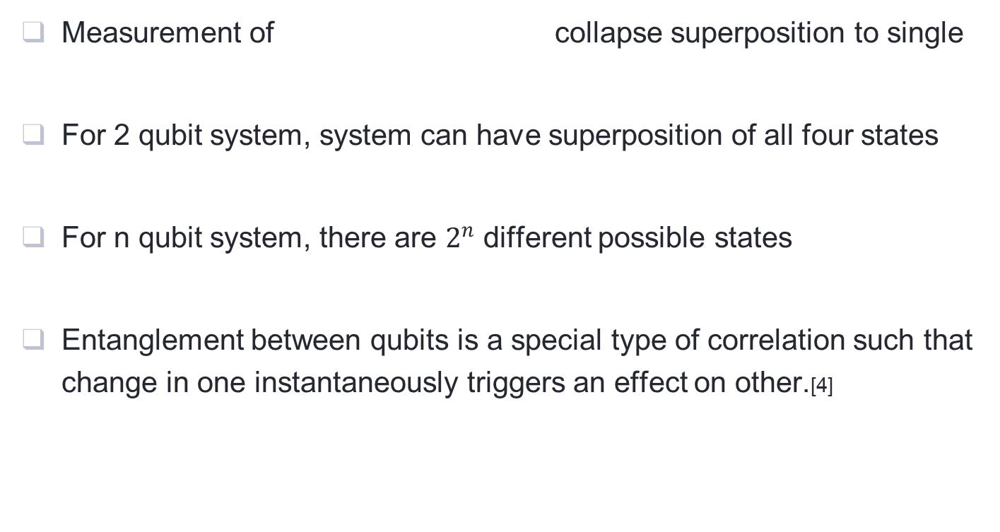 ❑ Measurement of collapse superposition to single
❑ For 2 qubit system, system can have superposition of all four states
❑ For n qubit system, there are 2ⁿ different possible states
❑ Entanglement between qubits is a special type of correlation such that
change in one instantaneously triggers an effect on other.[4]